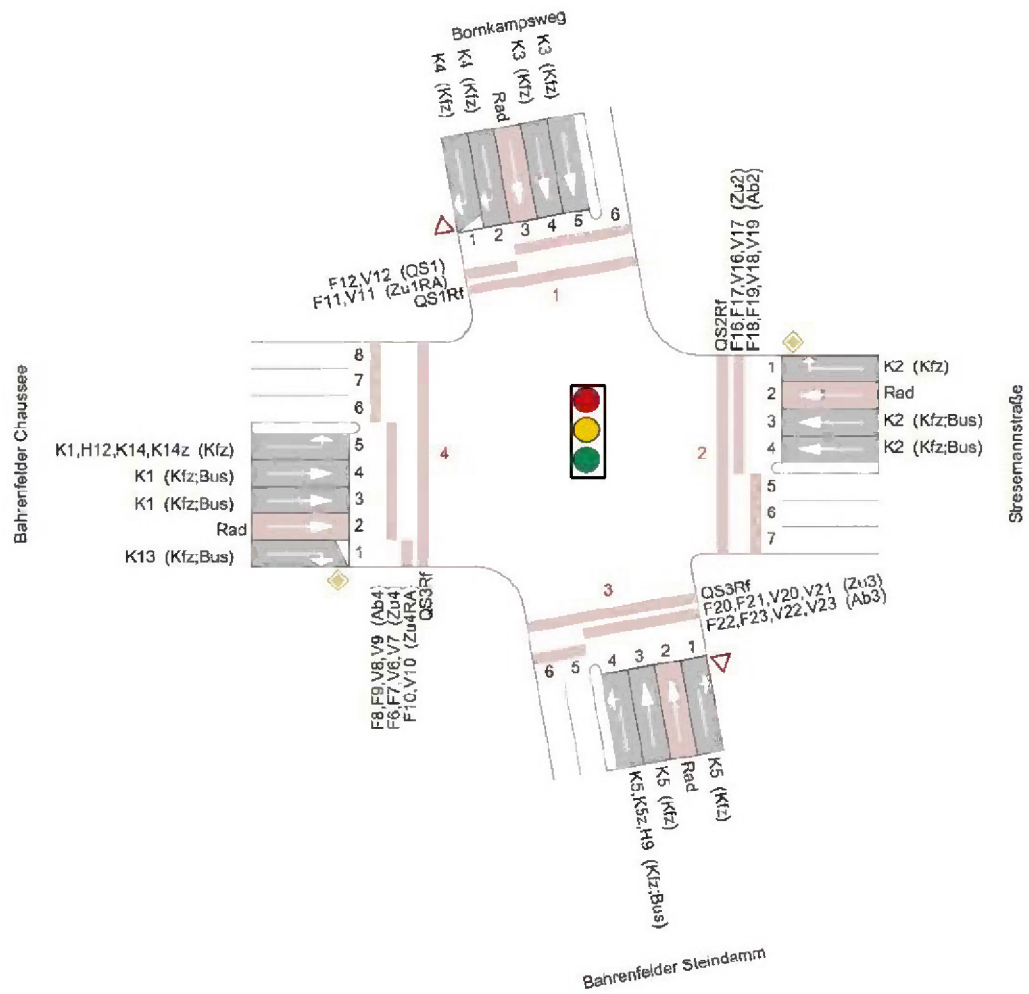 Bornkampsweg
K4 (Kfz)
K4 (Kfz)
Rad
K3 (Kfz)
K3 (Kfz)
1 2 3 4 5 6
F12,V12 (QS1)
F11,V11 (Zu1RA)
QS1Rf
1
QS2Rf
F16,F17,V16,V17 (Zu2)
F18,F19,V18,V19 (Ab2)
Bahrenfelder Chaussee
8
7
6
K1,H12,K14,K14z (Kfz) 5
K1 (Kfz;Bus) 4
K1 (Kfz;Bus) 3
Rad 2
K13 (Kfz;Bus) 1
4
2
1 K2 (Kfz)
2 Rad
3 K2 (Kfz;Bus)
4 K2 (Kfz;Bus)
5
6
7
Stresemannstraße
F8,F9,V8,V9 (Ab4)
F6,F7,V6,V7 (Zu4)
F10,V10 (Zu4RA)
QS3Rf
3
QS3Rf
F20,F21,V20,V21 (Zu3)
F22,F23,V22,V23 (Ab3)
6 5 4 3 2 1
K5,K5z,H9 (Kfz;Bus)
K5 (Kfz)
Rad
K5 (Kfz)
Bahrenfelder Steindamm